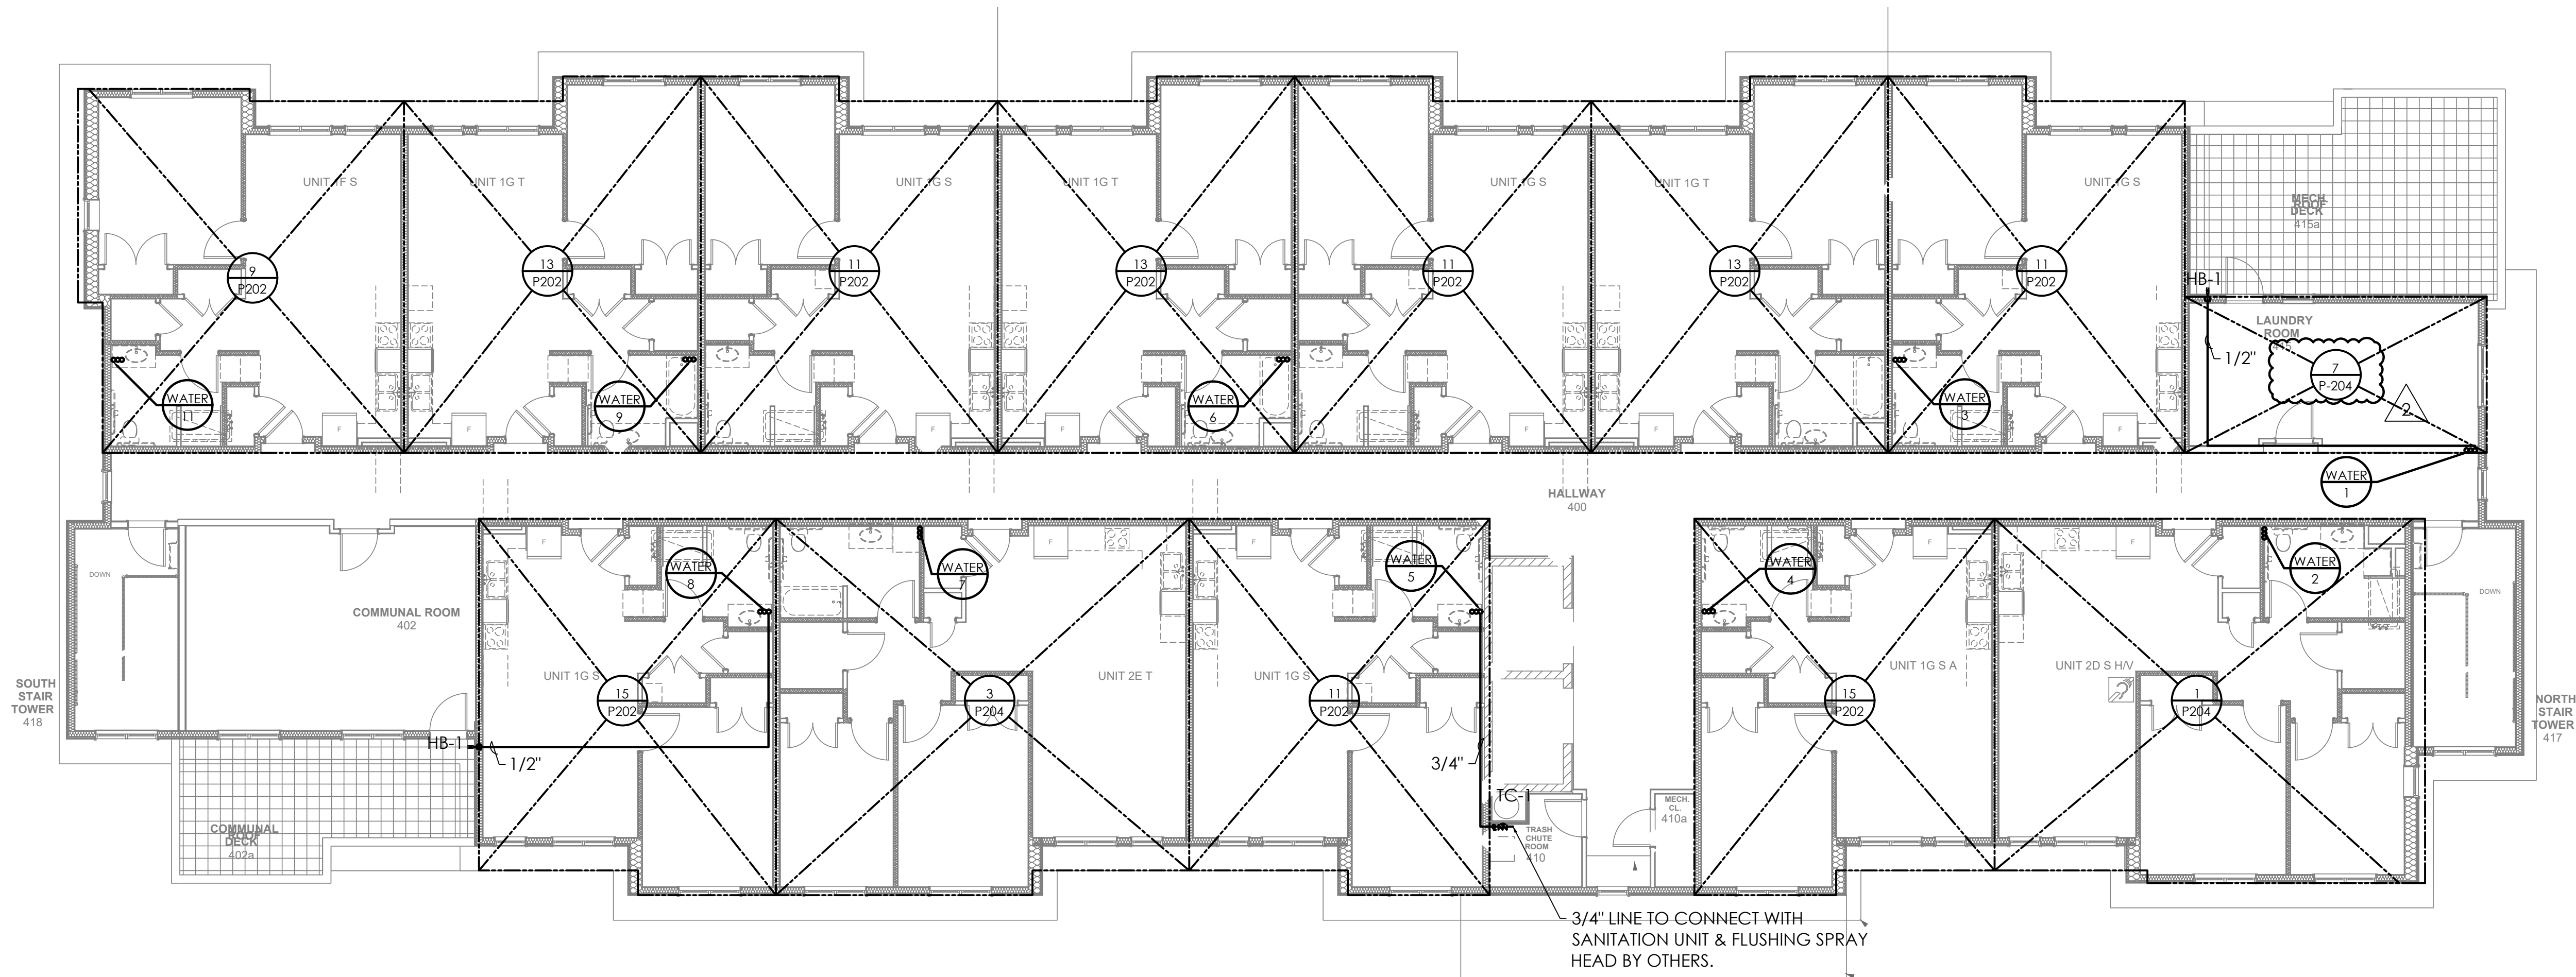 UNIT 1F S
UNIT 1G T
UNIT 1G S
UNIT 1G T
UNIT 1G S
UNIT 1G T
UNIT 1G S
MECH.
ROOF
DECK
415a
9
P202
13
P202
11
P202
13
P202
11
P202
13
P202
11
P202
HB-1
1/2"
LAUNDRY
ROOM
415
7
P-204
2
WATER
11
WATER
9
WATER
6
WATER
3
F
F
F
F
F
F
F
WATER
1
HALLWAY
400
F
F
F
F
F
WATER
8
WATER
7
WATER
5
WATER
4
WATER
2
DOWN
DOWN
COMMUNAL ROOM
402
UNIT 1G S
UNIT 2E T
UNIT 1G S
UNIT 1G S A
UNIT 2D S H/V
SOUTH
STAIR
TOWER
418
15
P202
3
P204
11
P202
15
P202
1
P204
NORTH
STAIR
TOWER
417
HB-1
1/2"
3/4"
TC-1
MECH.
CL.
410a
TRASH
CHUTE
ROOM
410
COMMUNAL
ROOF
DECK
402a
3/4" LINE TO CONNECT WITH
SANITATION UNIT & FLUSHING SPRAY
HEAD BY OTHERS.